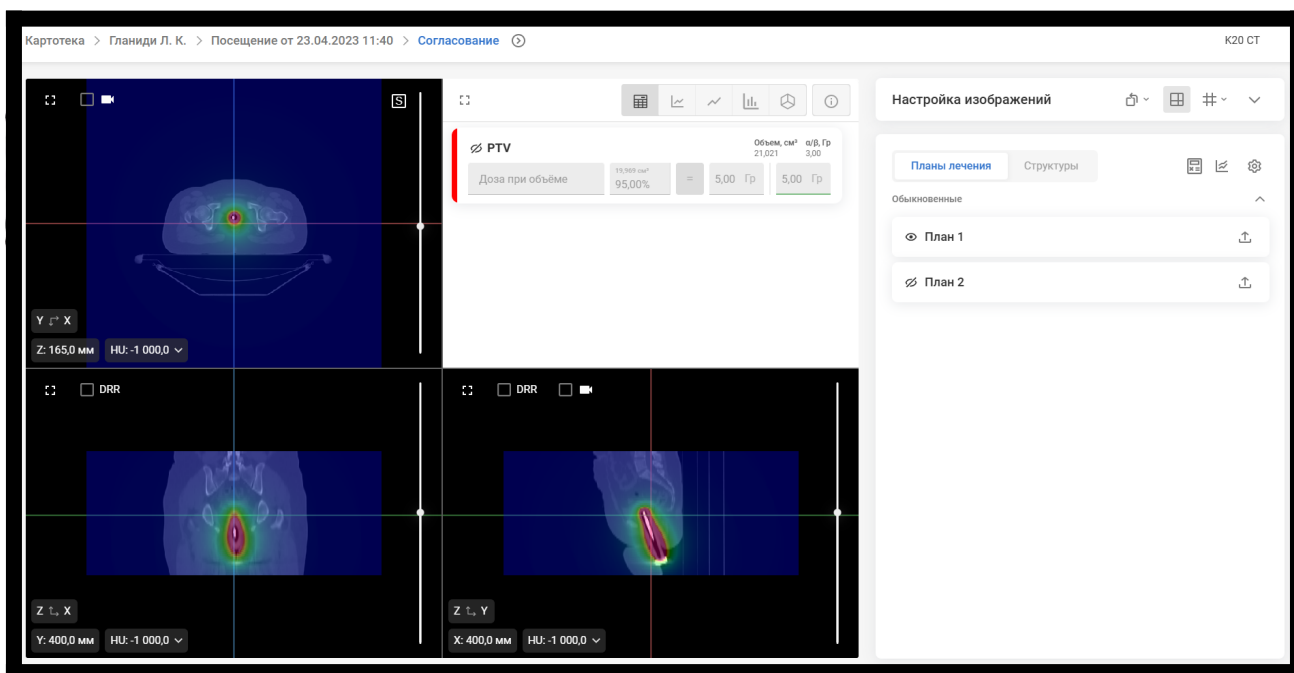 Картотека > Гланиди Л. К. > Посещение от 23.04.2023 11:40 > Согласование
K20 CT
S
PTV
Объем, см³ α/β, Гр
21,021 3,00
Доза при объёме
19,969 см³
95,00%
=
5,00 Гр
5,00 Гр
Y X
Z: 165,0 мм HU: -1 000,0
DRR
Z X
Y: 400,0 мм HU: -1 000,0
DRR
Z Y
X: 400,0 мм HU: -1 000,0
Настройка изображений
Планы лечения Структуры
Обыкновенные
План 1
План 2